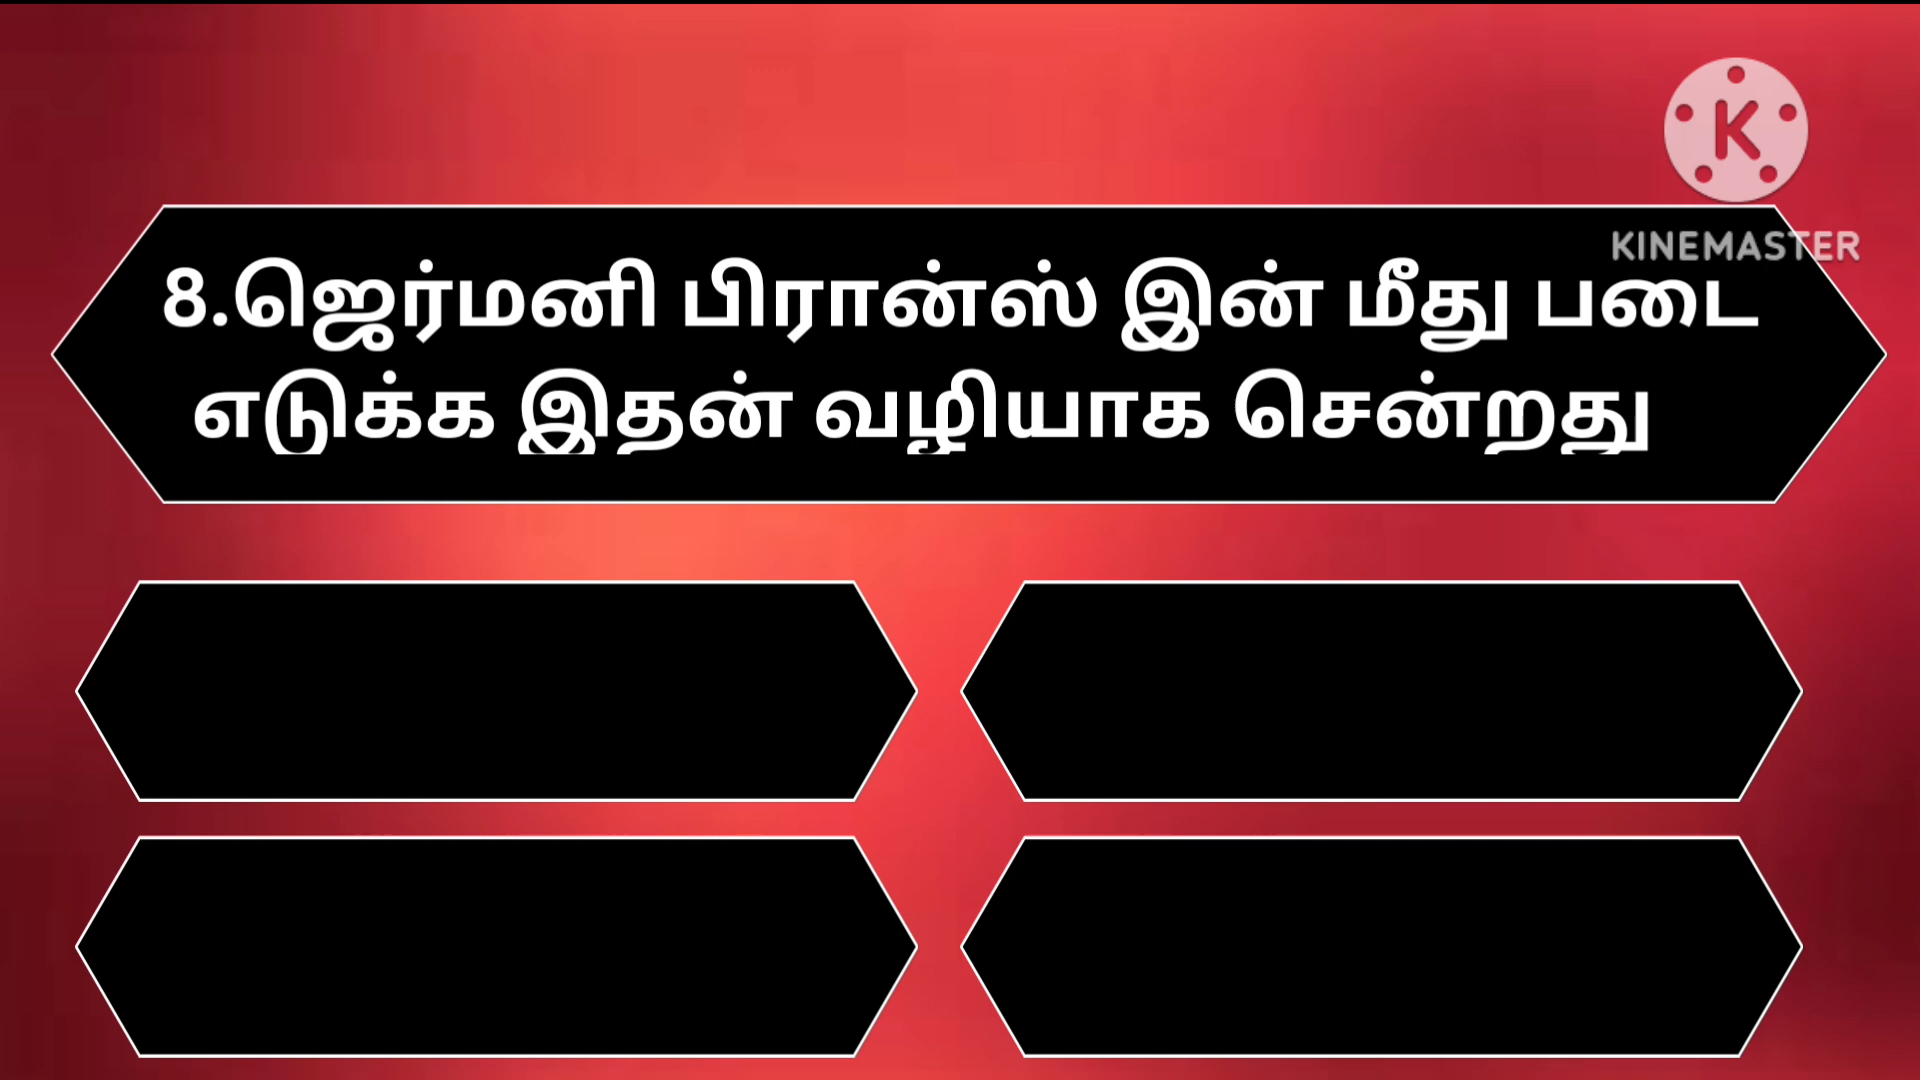 K
KINEMASTER
8.ஜெர்மனி பிரான்ஸ் இன் மீது படை
எடுக்க இதன் வழியாக சென்றது